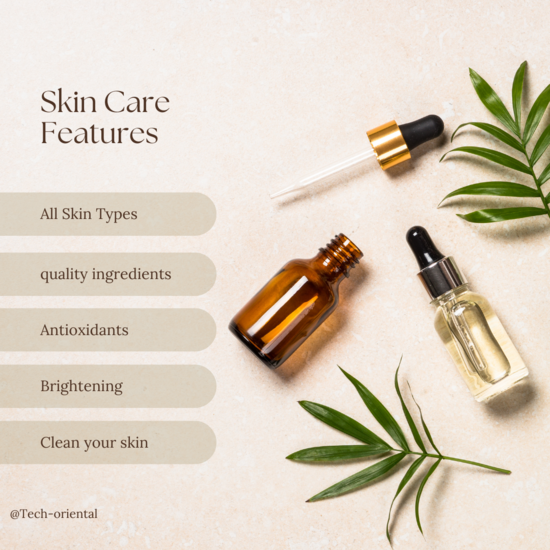 Skin Care
Features
All Skin Types
quality ingredients
Antioxidants
Brightening
Clean your skin
@Tech-oriental